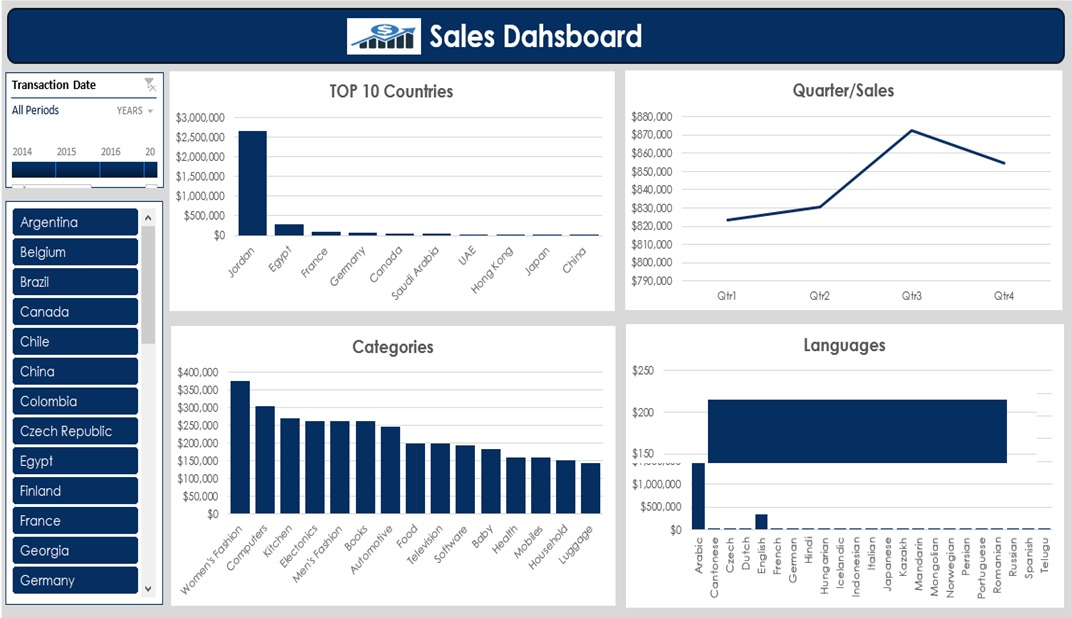 Sales Dahsboard
Transaction Date
All Periods
YEARS
2014 2015 2016 20
Argentina
Belgium
Brazil
Canada
Chile
China
Colombia
Czech Republic
Egypt
Finland
France
Georgia
Germany
TOP 10 Countries
$3,000,000
$2,500,000
$2,000,000
$1,500,000
$1,000,000
$500,000
$0
Jordan
Egypt
France
Germany
Canada
Saudi Arabia
UAE
Hong Kong
Japan
China
Quarter/Sales
$880,000
$870,000
$860,000
$850,000
$840,000
$830,000
$820,000
$810,000
$800,000
$790,000
Qtr1 Qtr2 Qtr3 Qtr4
Categories
$400,000
$350,000
$300,000
$250,000
$200,000
$150,000
$100,000
$50,000
$0
Women's Fashion
Computers
Kitchen
Electonics
Men's Fashion
Books
Automotive
Food
Television
Software
Baby
Health
Mobiles
Household
Luggage
Languages
$250
$200
$150
$1,000,000
$500,000
$0
Arabic
Cantonese
Czech
Dutch
English
French
German
Hindi
Hungarian
Icelandic
Indonesian
Italian
Japanese
Kazakh
Mandarin
Mongolian
Norwegian
Persian
Portuguese
Romanian
Russian
Spanish
Telugu